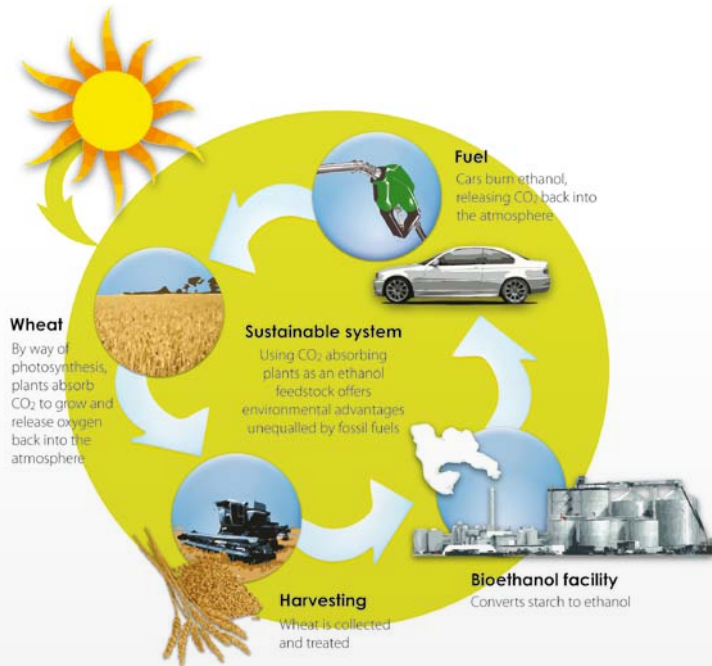 Fuel
Cars burn ethanol,
releasing CO₂ back into
the atmosphere
Wheat
By way of
photosynthesis,
plants absorb
CO₂ to grow and
release oxygen
back into the
atmosphere
Sustainable system
Using CO₂ absorbing
plants as an ethanol
feedstock offers
environmental advantages
unequalled by fossil fuels
Harvesting
Wheat is collected
and treated
Bioethanol facility
Converts starch to ethanol